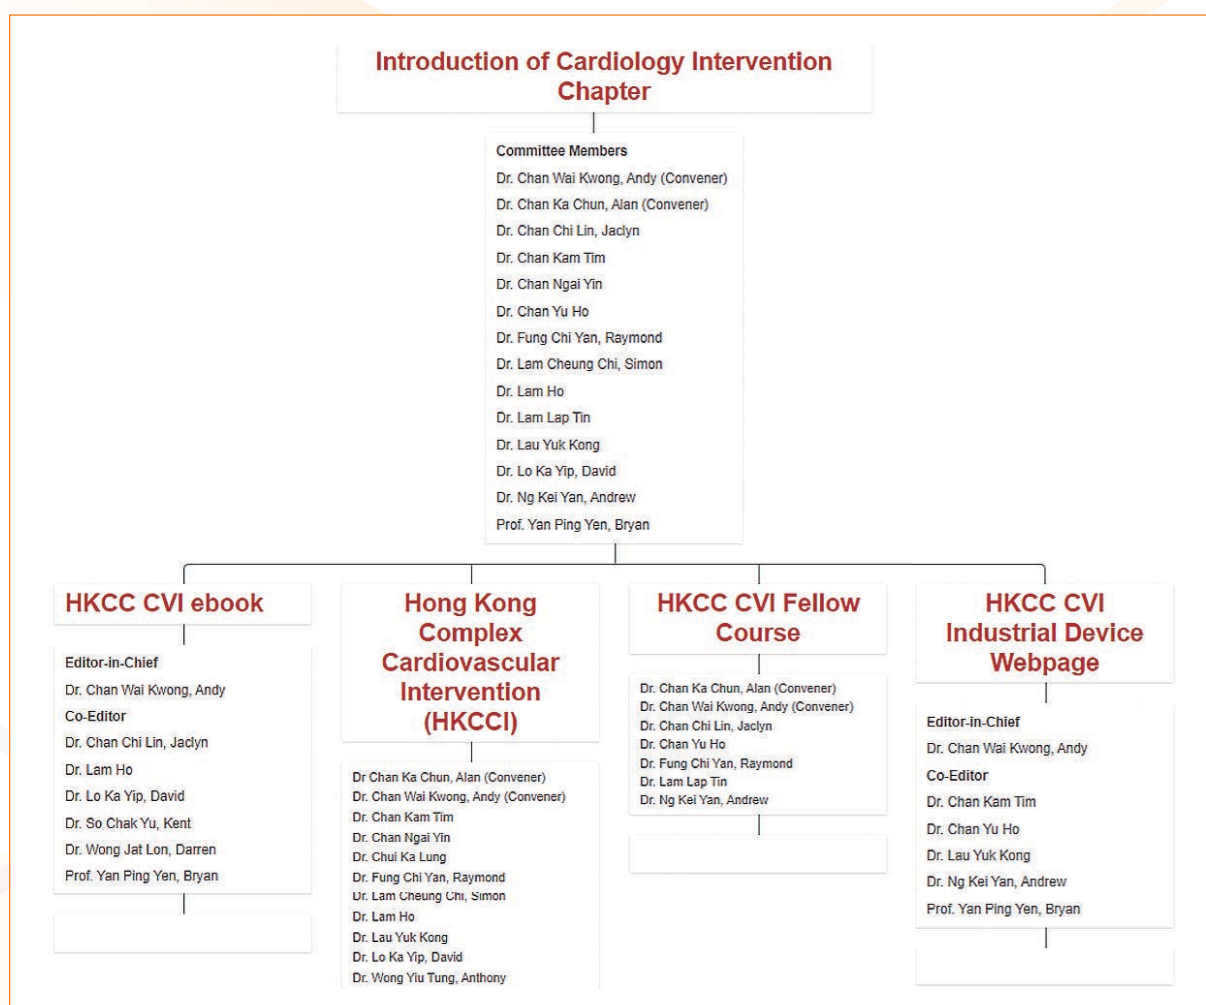 Introduction of Cardiology Intervention
Chapter
Committee Members
Dr. Chan Wai Kwong, Andy (Convener)
Dr. Chan Ka Chun, Alan (Convener)
Dr. Chan Chi Lin, Jaclyn
Dr. Chan Kam Tim
Dr. Chan Ngai Yin
Dr. Chan Yu Ho
Dr. Fung Chi Yan, Raymond
Dr. Lam Cheung Chi, Simon
Dr. Lam Ho
Dr. Lam Lap Tin
Dr. Lau Yuk Kong
Dr. Lo Ka Yip, David
Dr. Ng Kei Yan, Andrew
Prof. Yan Ping Yen, Bryan
HKCC CVI ebook
Editor-in-Chief
Dr. Chan Wai Kwong, Andy
Co-Editor
Dr. Chan Chi Lin, Jaclyn
Dr. Lam Ho
Dr. Lo Ka Yip, David
Dr. So Chak Yu, Kent
Dr. Wong Jat Lon, Darren
Prof. Yan Ping Yen, Bryan
Hong Kong
Complex
Cardiovascular
Intervention
(HKCCI)
Dr Chan Ka Chun, Alan (Convener)
Dr. Chan Wai Kwong, Andy (Convener)
Dr. Chan Kam Tim
Dr. Chan Ngai Yin
Dr. Chui Ka Lung
Dr. Fung Chi Yan, Raymond
Dr. Lam Cheung Chi, Simon
Dr. Lam Ho
Dr. Lau Yuk Kong
Dr. Lo Ka Yip, David
Dr. Wong Yiu Tung, Anthony
HKCC CVI Fellow
Course
Dr. Chan Ka Chun, Alan (Convener)
Dr. Chan Wai Kwong, Andy (Convener)
Dr. Chan Chi Lin, Jaclyn
Dr. Chan Yu Ho
Dr. Fung Chi Yan, Raymond
Dr. Lam Lap Tin
Dr. Ng Kei Yan, Andrew
HKCC CVI
Industrial Device
Webpage
Editor-in-Chief
Dr. Chan Wai Kwong, Andy
Co-Editor
Dr. Chan Kam Tim
Dr. Chan Yu Ho
Dr. Lau Yuk Kong
Dr. Ng Kei Yan, Andrew
Prof. Yan Ping Yen, Bryan